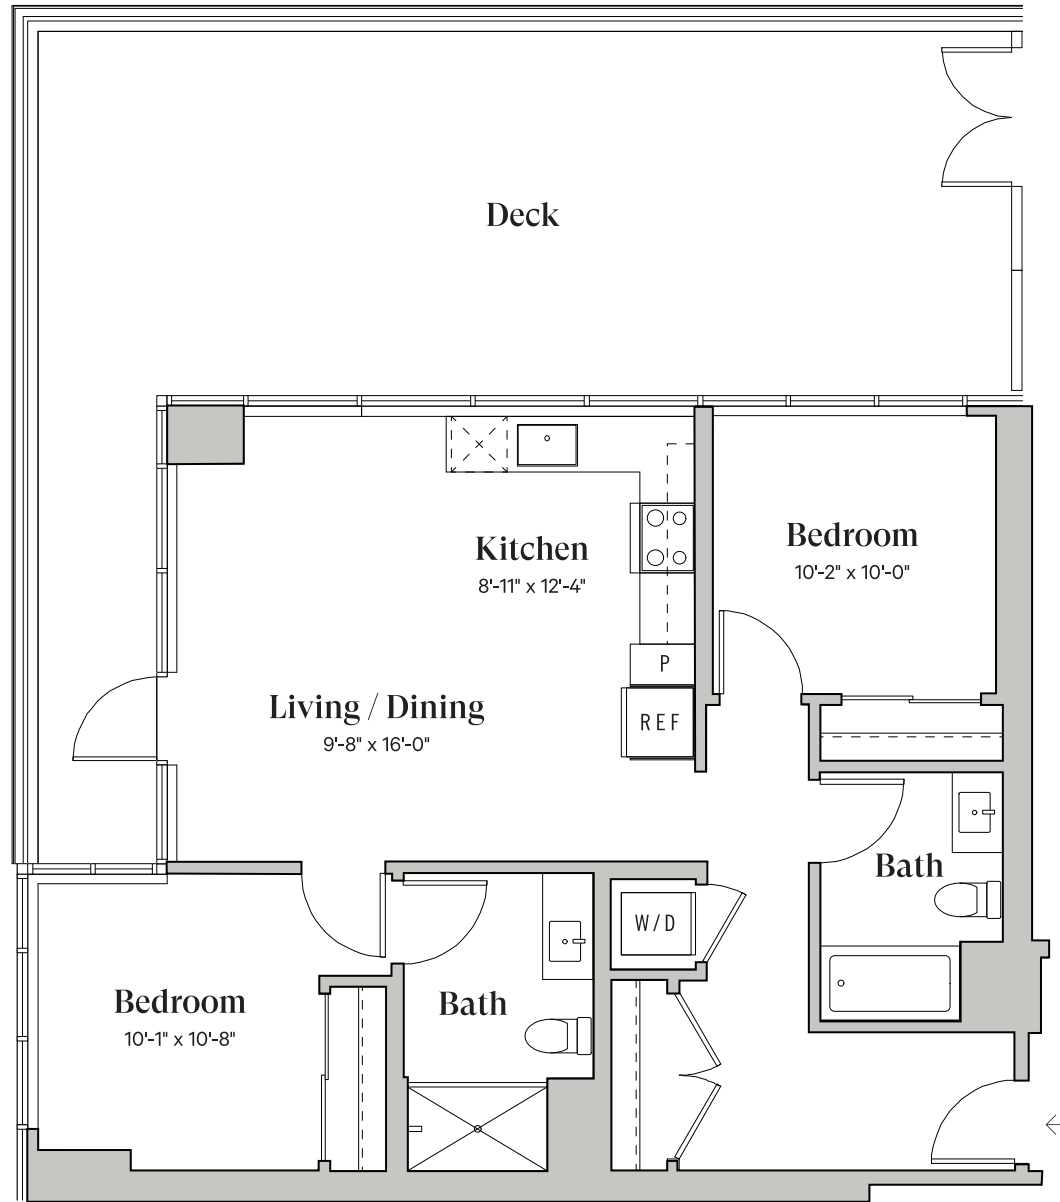 Deck
Kitchen
8'-11" x 12'-4"
Bedroom
10'-2" x 10'-0"
P
REF
Living / Dining
9'-8" x 16'-0"
Bath
W/D
Bedroom
10'-1" x 10'-8"
Bath